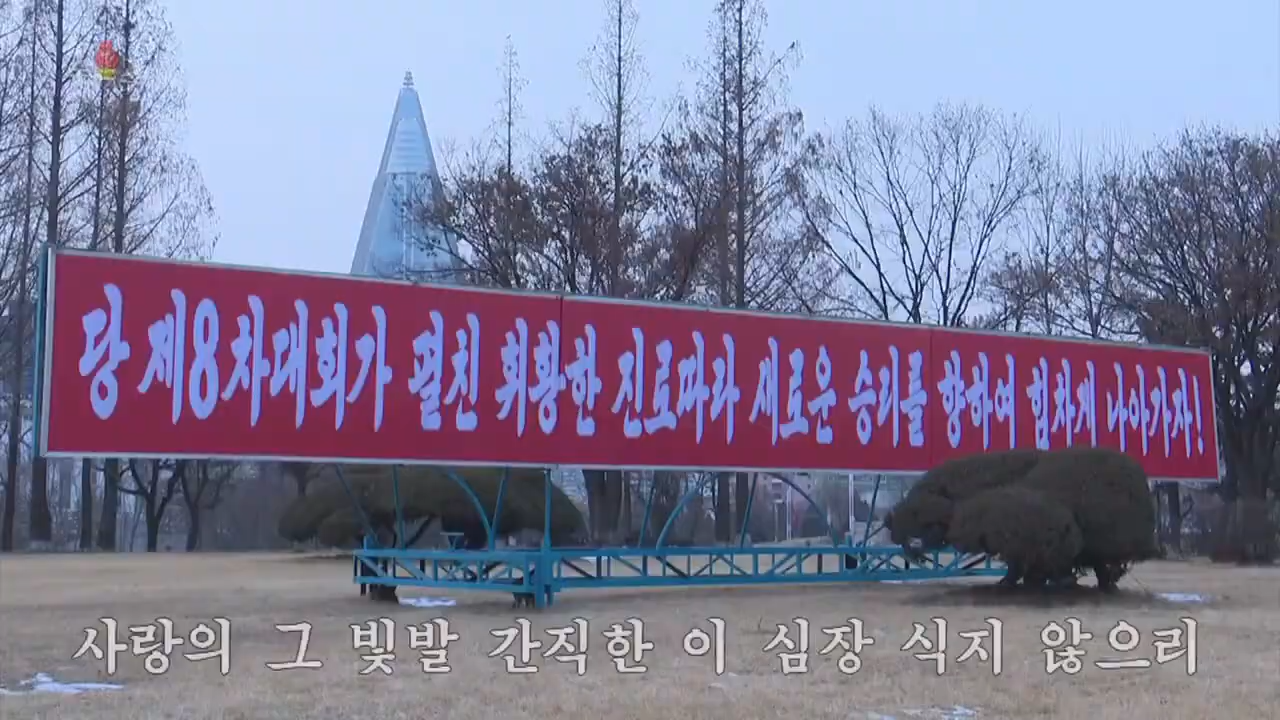 당 제8차대회가 펼친 휘황한 진로따라 새로운 승리를 향하여 힘차게 나아가자!
사랑의 그 빛발 간직한 이 심장 식지 않으리